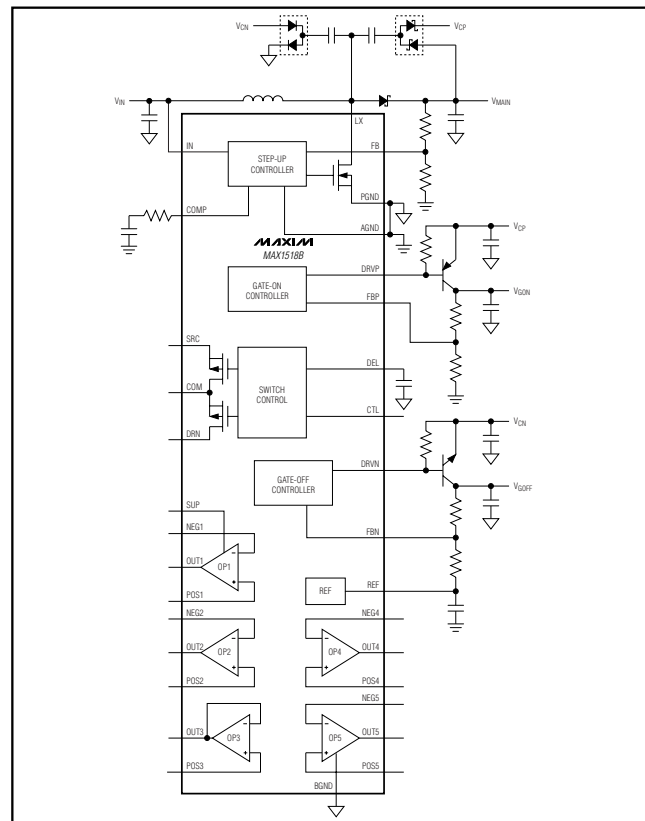 VCN
VCP
VIN
VMAIN
LX
IN
STEP-UP
CONTROLLER
FB
PGND
COMP
AGND
VCP
MAXIM
MAX1518B
DRVP
GATE-ON
CONTROLLER
VGON
FBP
SRC
DEL
COM
SWITCH
CONTROL
CTL
DRN
VCN
DRVN
GATE-OFF
CONTROLLER
VGOFF
SUP
NEG1
FBN
OUT1
OP1
POS1
REF
REF
NEG2
NEG4
OUT2
OP2
OP4
OUT4
POS2
POS4
NEG5
OUT3
OP3
OP5
OUT5
POS3
POS5
BGND